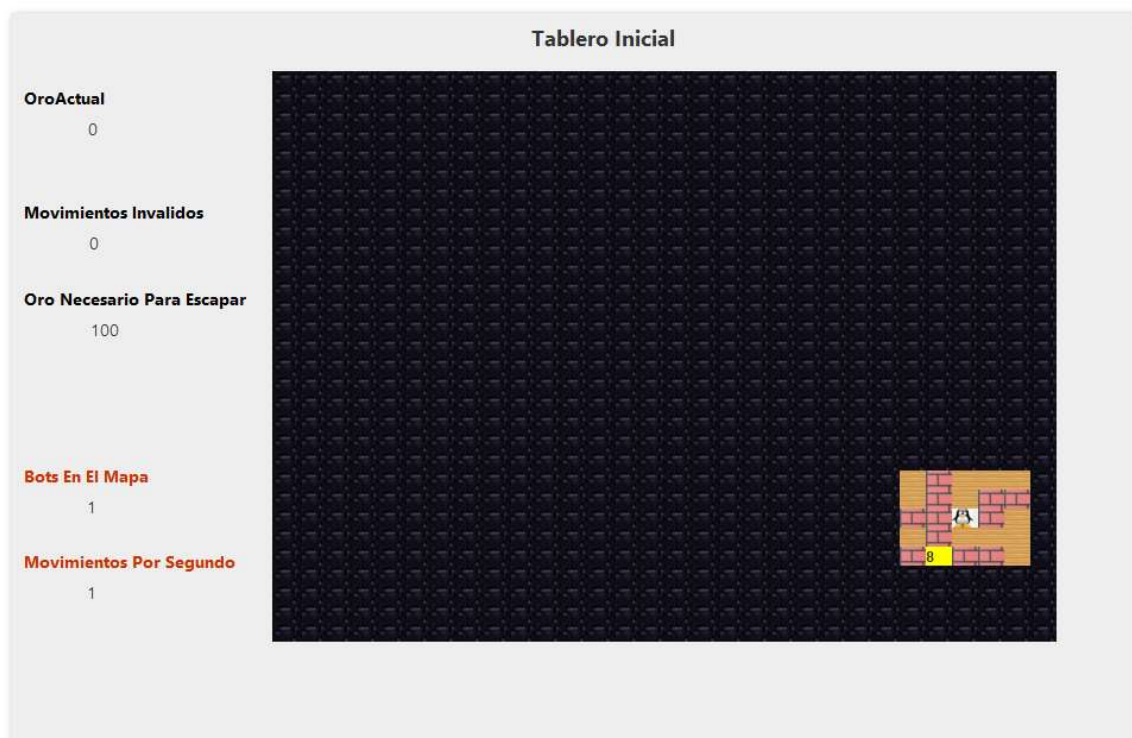 Tablero Inicial
OroActual
0
Movimientos Invalidos
0
Oro Necesario Para Escapar
100
Bots En El Mapa
1
Movimientos Por Segundo
1
8